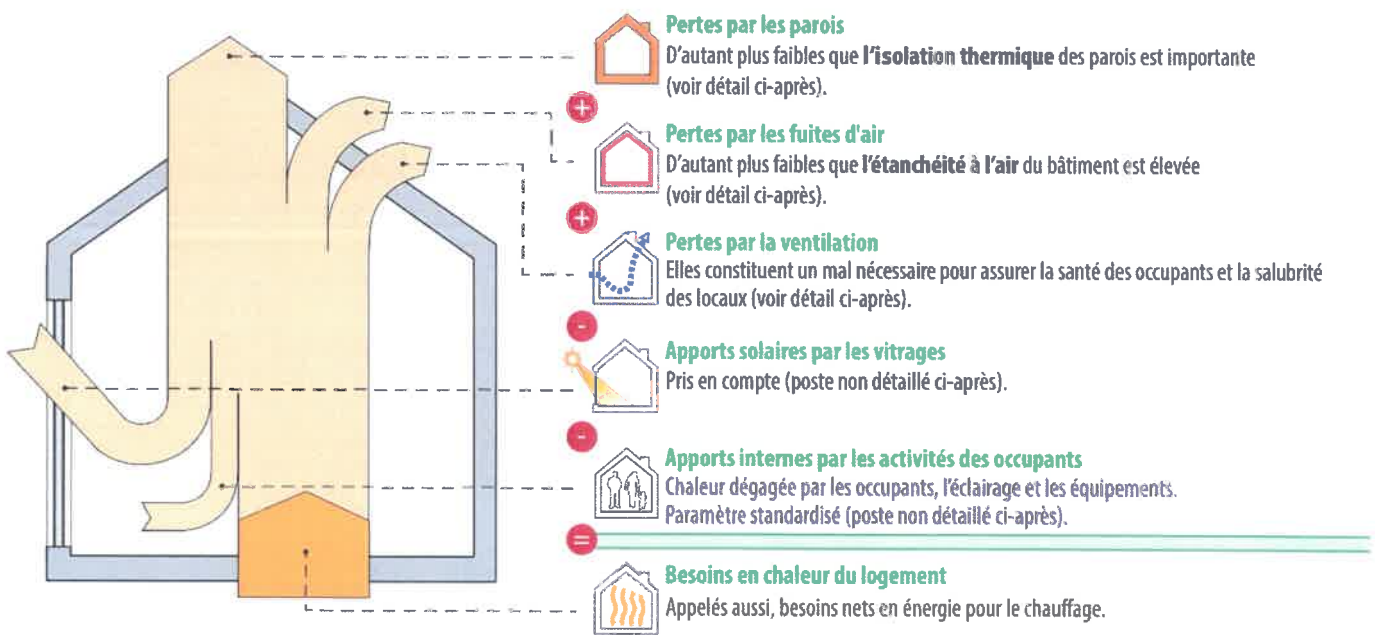 Pertes par les parois
D'autant plus faibles que l'isolation thermique des parois est importante
(voir détail ci-après).
+
Pertes par les fuites d'air
D'autant plus faibles que l'étanchéité à l'air du bâtiment est élevée
(voir détail ci-après).
+
Pertes par la ventilation
Elles constituent un mal nécessaire pour assurer la santé des occupants et la salubrité
des locaux (voir détail ci-après).
-
Apports solaires par les vitrages
Pris en compte (poste non détaillé ci-après).
-
Apports internes par les activités des occupants
Chaleur dégagée par les occupants, l'éclairage et les équipements.
Paramètre standardisé (poste non détaillé ci-après).
=
Besoins en chaleur du logement
Appelés aussi, besoins nets en énergie pour le chauffage.